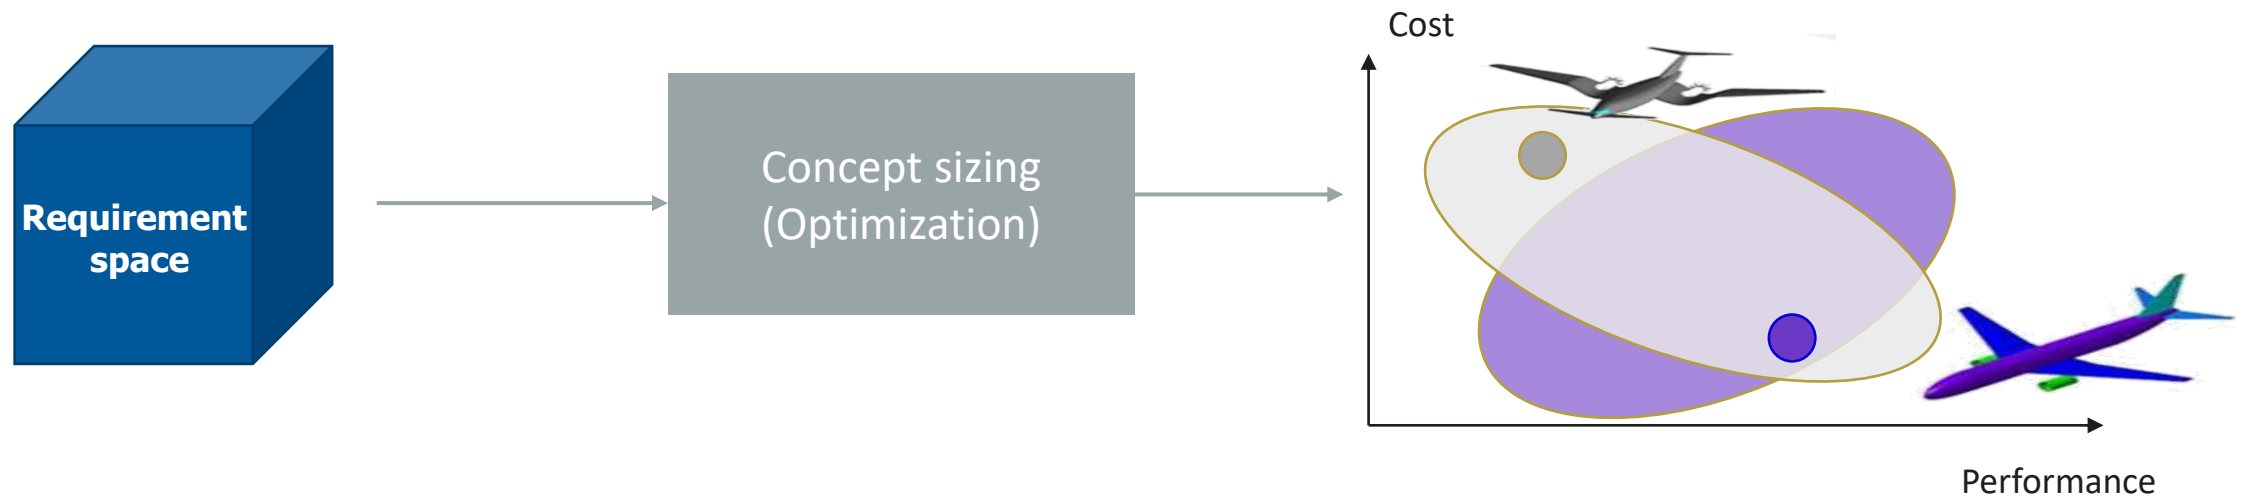 Requirement
space
Concept sizing
(Optimization)
Cost
Performance